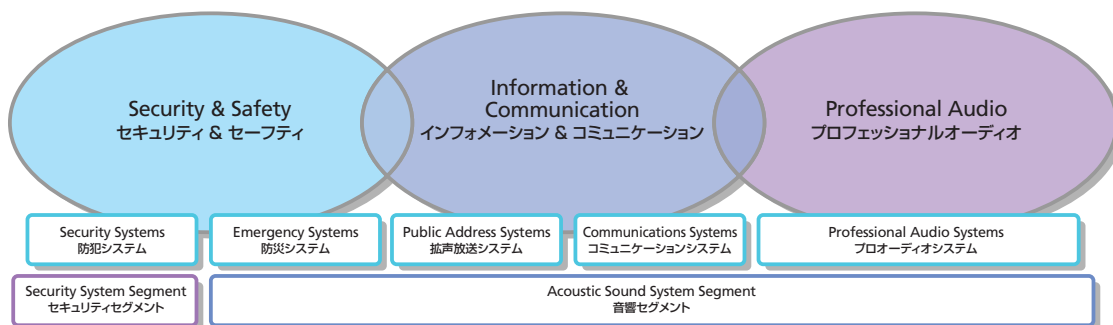 Security & Safety
セキュリティ & セーフティ
Information &
Communication
インフォメーション & コミュニケーション
Professional Audio
プロフェッショナルオーディオ
Security Systems
防犯システム
Emergency Systems
防災システム
Public Address Systems
拡声放送システム
Communications Systems
コミュニケーションシステム
Professional Audio Systems
プロオーディオシステム
Security System Segment
セキュリティセグメント
Acoustic Sound System Segment
音響セグメント